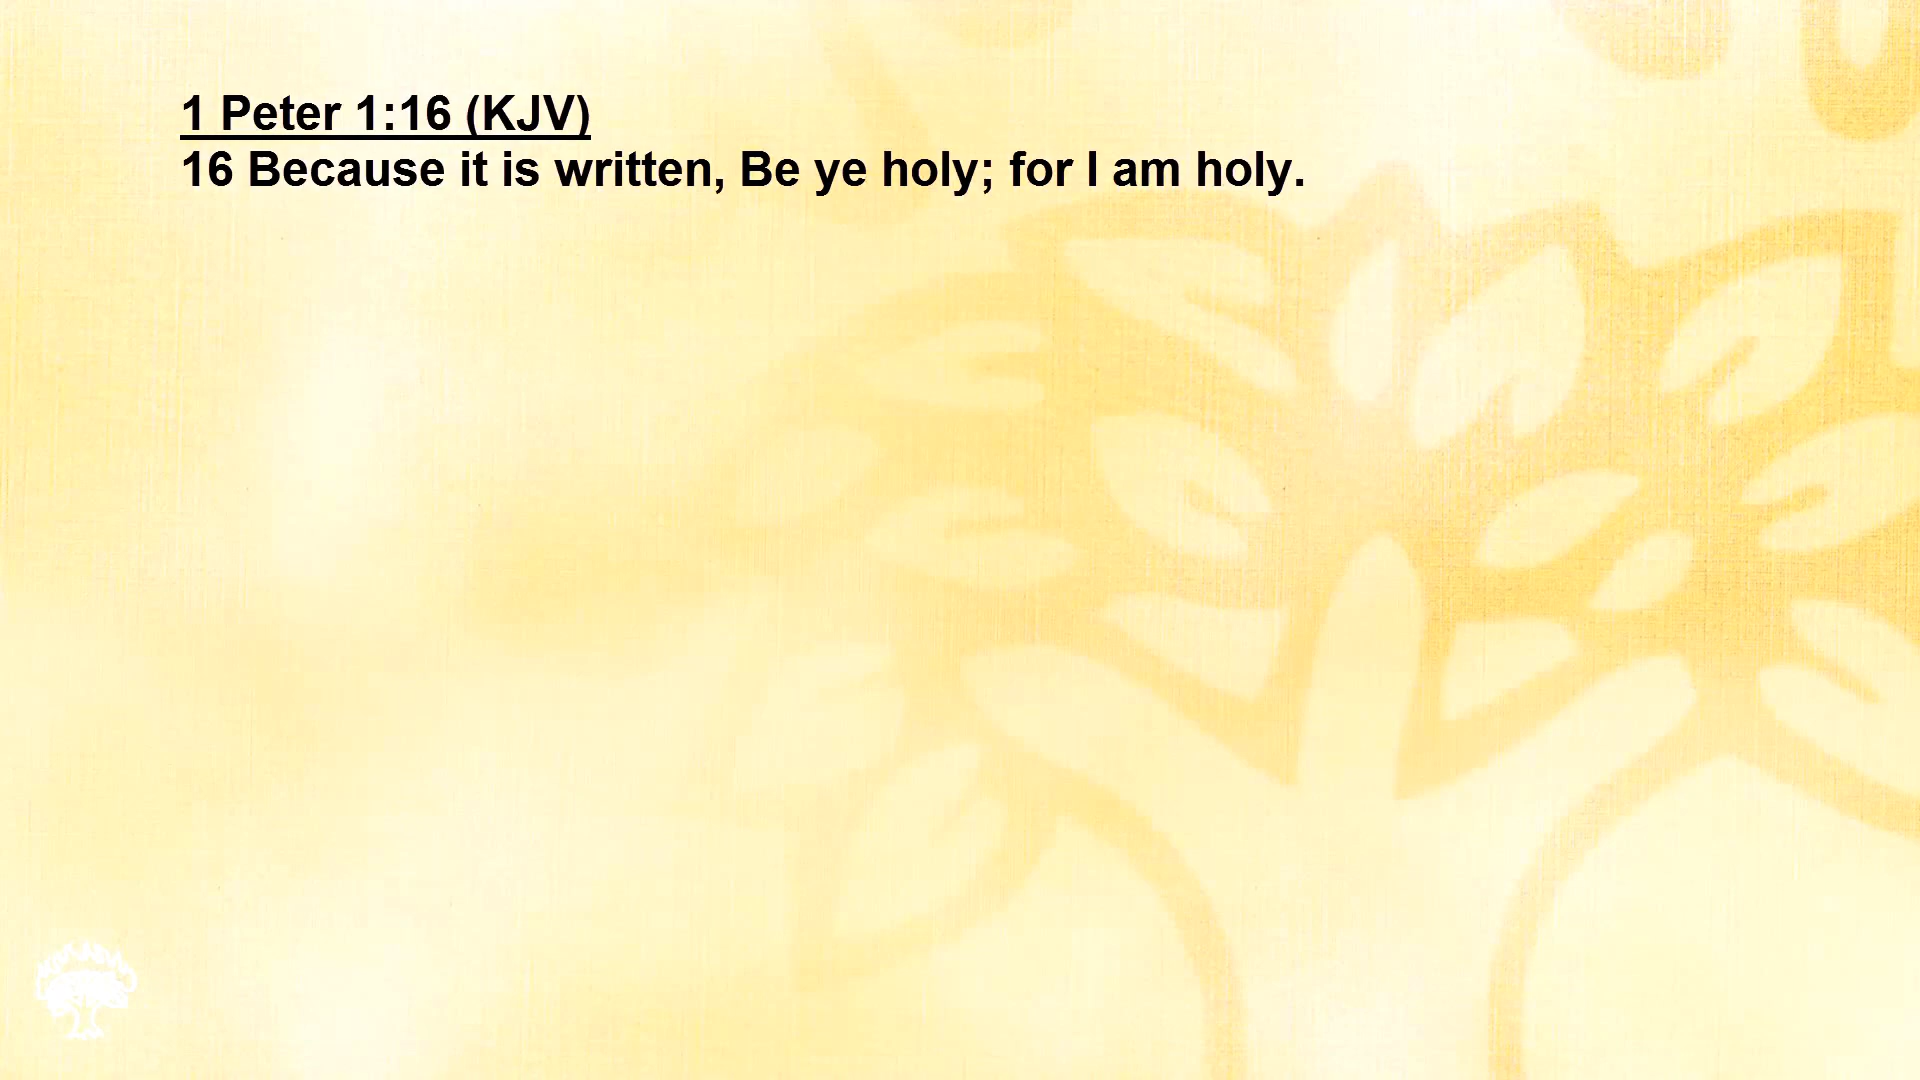 1 Peter 1:16 (KJV)
16 Because it is written, Be ye holy; for I am holy.